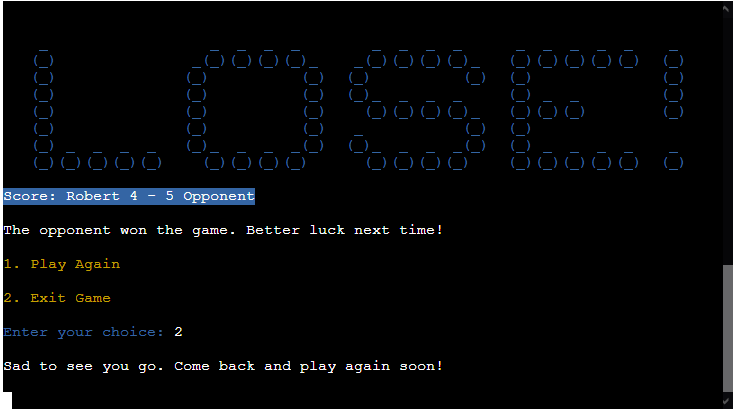 LOSE!
Score: Robert 4 - 5 Opponent
The opponent won the game. Better luck next time!
1. Play Again
2. Exit Game
Enter your choice: 2
Sad to see you go. Come back and play again soon!